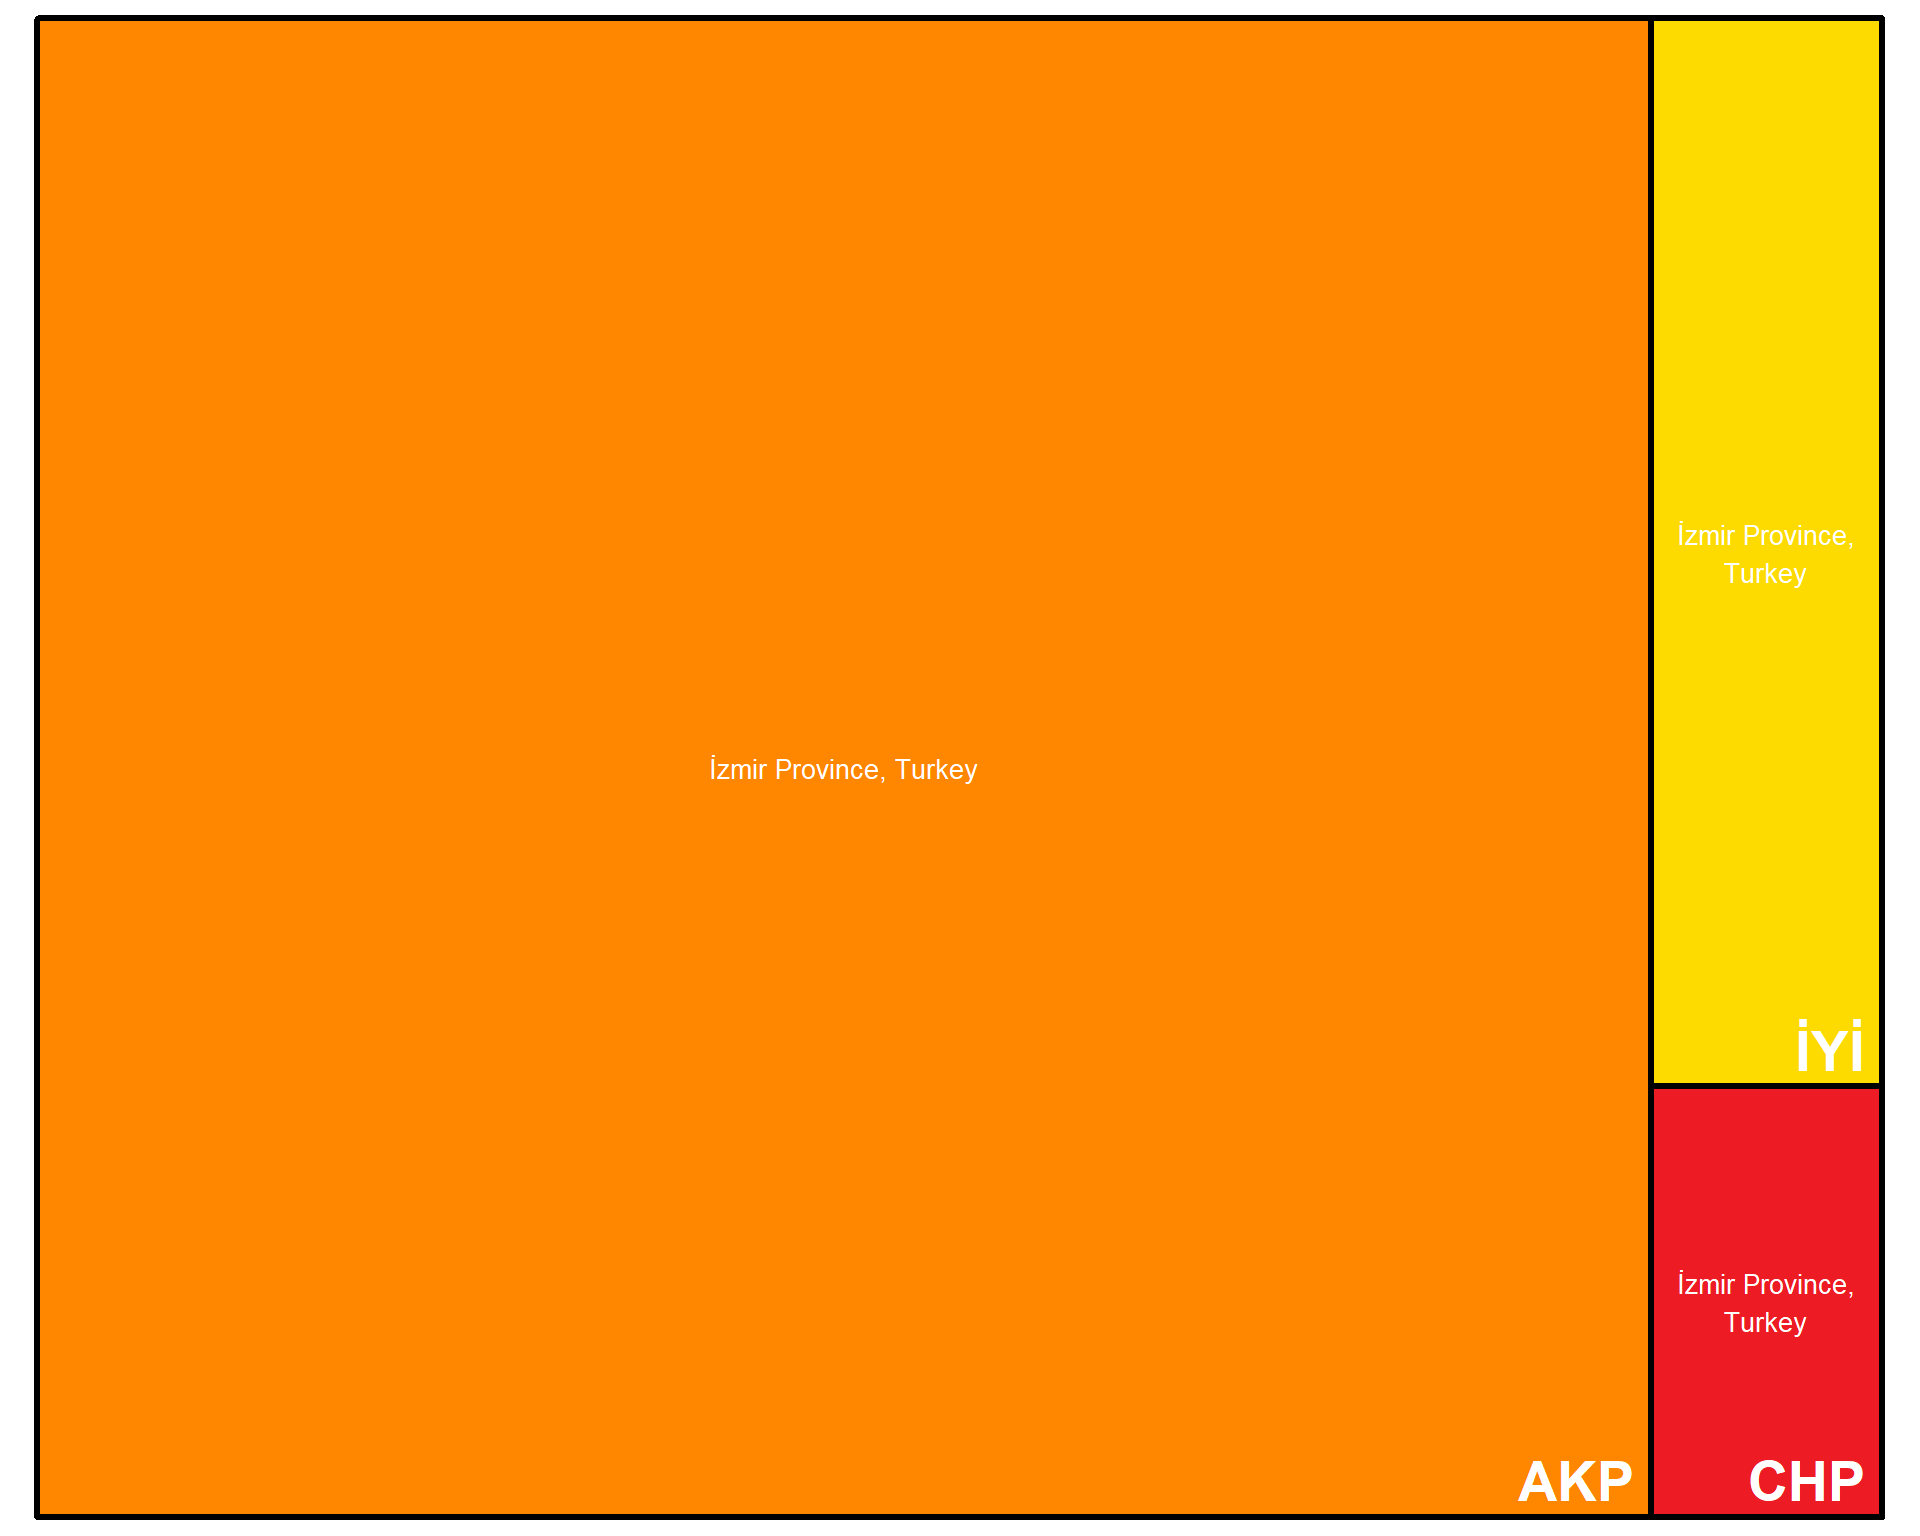 İzmir Province, Turkey
AKP
İzmir Province,
Turkey
İYİ
İzmir Province,
Turkey
CHP